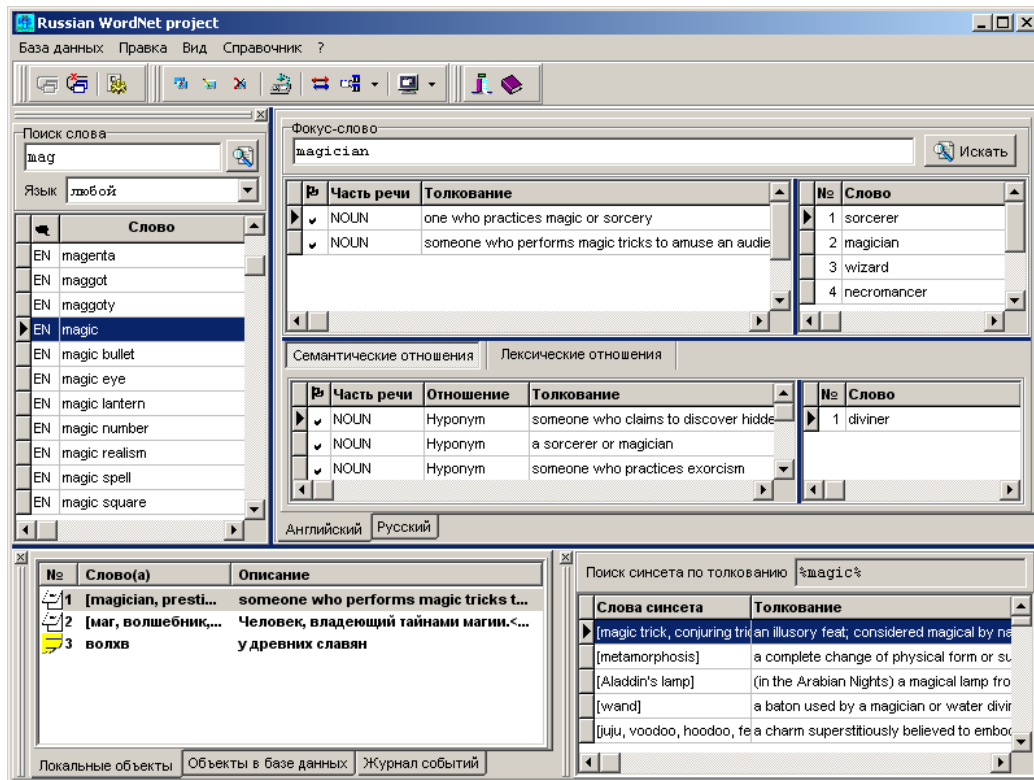 Russian WordNet project
База данных Правка Вид Справочник ?
Поиск слова
mag
Язык любой
Слово
EN magenta
EN maggot
EN maggoty
EN magic
EN magic bullet
EN magic eye
EN magic lantern
EN magic number
EN magic realism
EN magic spell
EN magic square
Фокус-слово
magician
Искать
Часть речи Толкование
NOUN one who practices magic or sorcery
NOUN someone who performs magic tricks to amuse an audie
№ Слово
1 sorcerer
2 magician
3 wizard
4 necromancer
Семантические отношения Лексические отношения
Часть речи Отношение Толкование
NOUN Hyponym someone who claims to discover hidde
NOUN Hyponym a sorcerer or magician
NOUN Hyponym someone who practices exorcism
№ Слово
1 diviner
Английский Русский
№ Слово(а) Описание
1 [magician, presti... someone who performs magic tricks t...
2 [маг, волшебник,... Человек, владеющий тайнами магии.<...
3 волхв у древних славян
Локальные объекты Объекты в базе данных Журнал событий
Поиск синсета по толкованию %magic%
Слова синсета Толкование
[magic trick, conjuring tric an illusory feat; considered magical by na
[metamorphosis] a complete change of physical form or su
[Aladdin's lamp] (in the Arabian Nights) a magical lamp fro
[wand] a baton used by a magician or water divin
[juju, voodoo, hoodoo, fe a charm superstitiously believed to emboc